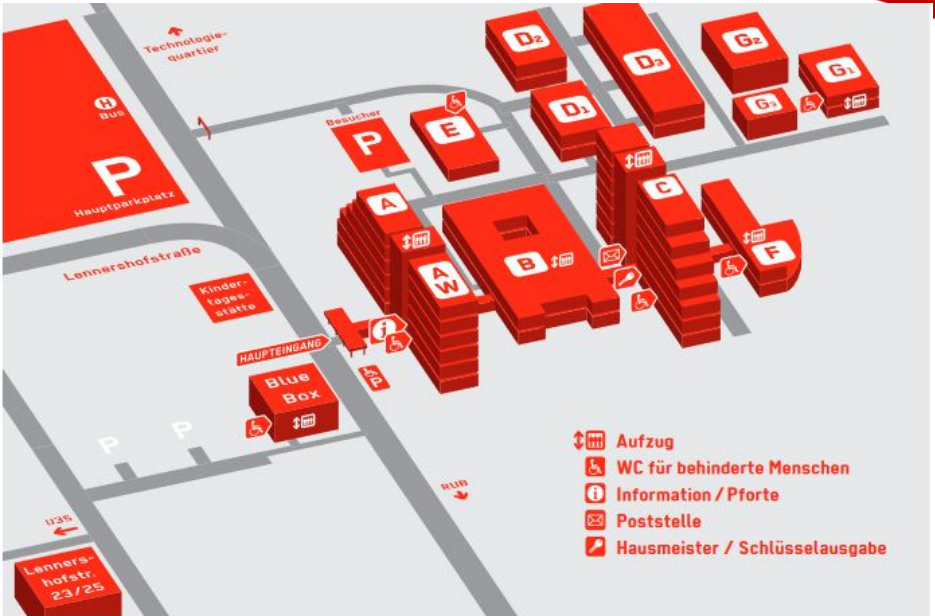 Technologie-
quartier
H
Bus
P
Hauptparkplatz
Besucher
P
E
D2
D1
D3
G2
G3
G1
A
A
W
B
C
F
Lennershofstraße
Kinder-
tages-
stätte
HAUPTEINGANG
i
P
Blue
Box
P
P
RUB
U35
Lenners-
hofstr.
23/25
Aufzug
WC für behinderte Menschen
i Information / Pforte
Poststelle
Hausmeister / Schlüsselausgabe